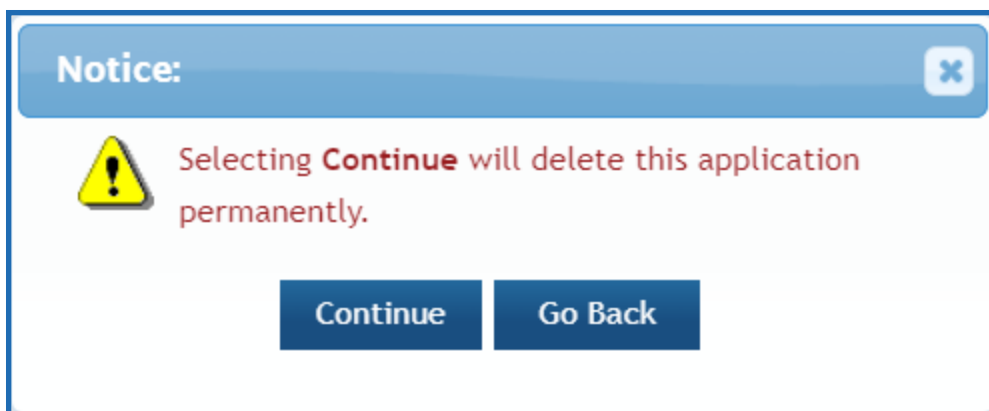 Notice:
Selecting Continue will delete this application
permanently.
Continue
Go Back